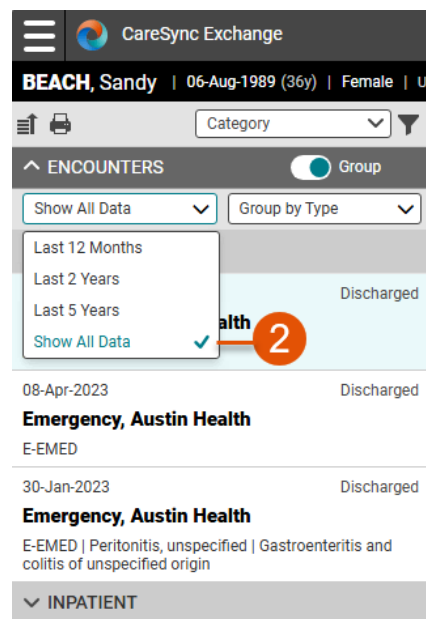 CareSync Exchange
BEACH, Sandy | 06-Aug-1989 (36y) | Female |
Category
ENCOUNTERS Group
Show All Data Group by Type
Last 12 Months
Last 2 Years
Discharged
Last 5 Years
Show All Data 2
08-Apr-2023 Discharged
Emergency, Austin Health
E-EMED
30-Jan-2023 Discharged
Emergency, Austin Health
E-EMED | Peritonitis, unspecified | Gastroenteritis and
colitis of unspecified origin
INPATIENT